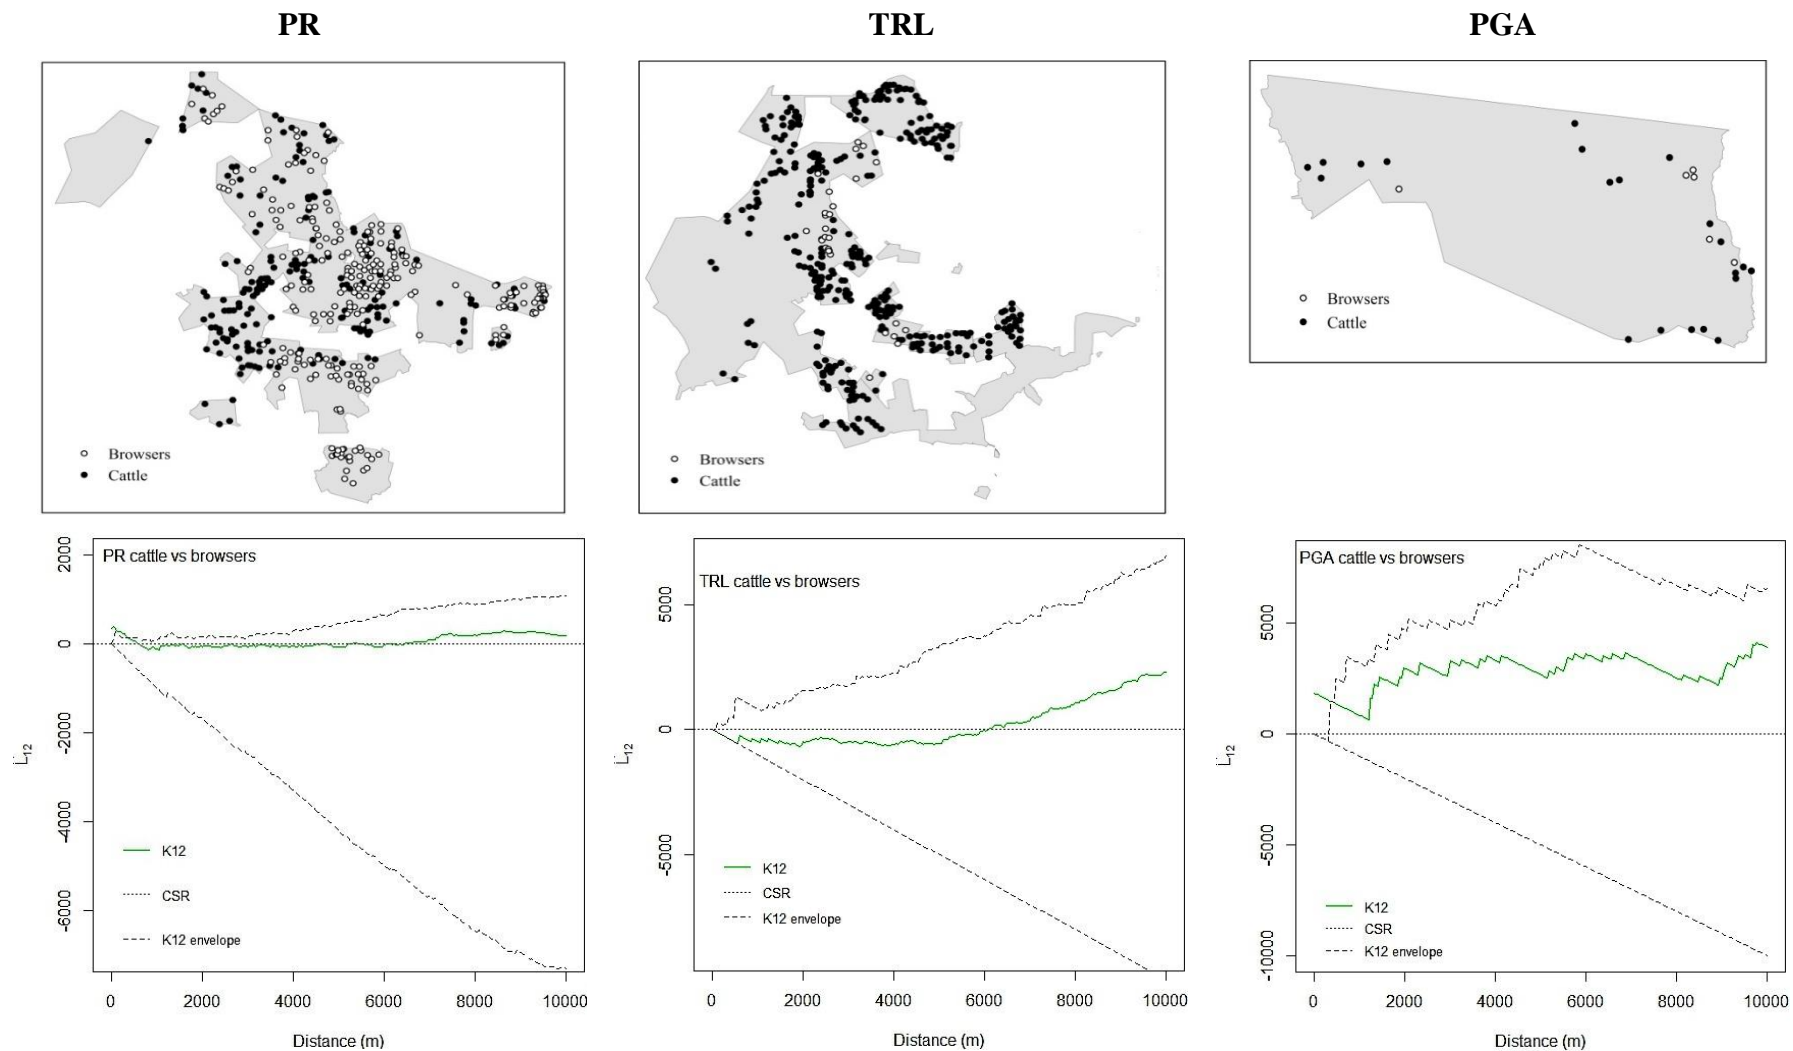 PR
TRL
PGA
Browsers
Cattle
Browsers
Cattle
Browsers
Cattle
PR cattle vs browsers
2000
0
-2000
-4000
-6000
L̂12
K12
CSR
K12 envelope
0 2000 4000 6000 8000 10000
Distance (m)
TRL cattle vs browsers
5000
0
-5000
L̂12
K12
CSR
K12 envelope
0 2000 4000 6000 8000 10000
Distance (m)
PGA cattle vs browsers
5000
0
-5000
-10000
L̂12
K12
CSR
K12 envelope
0 2000 4000 6000 8000 10000
Distance (m)